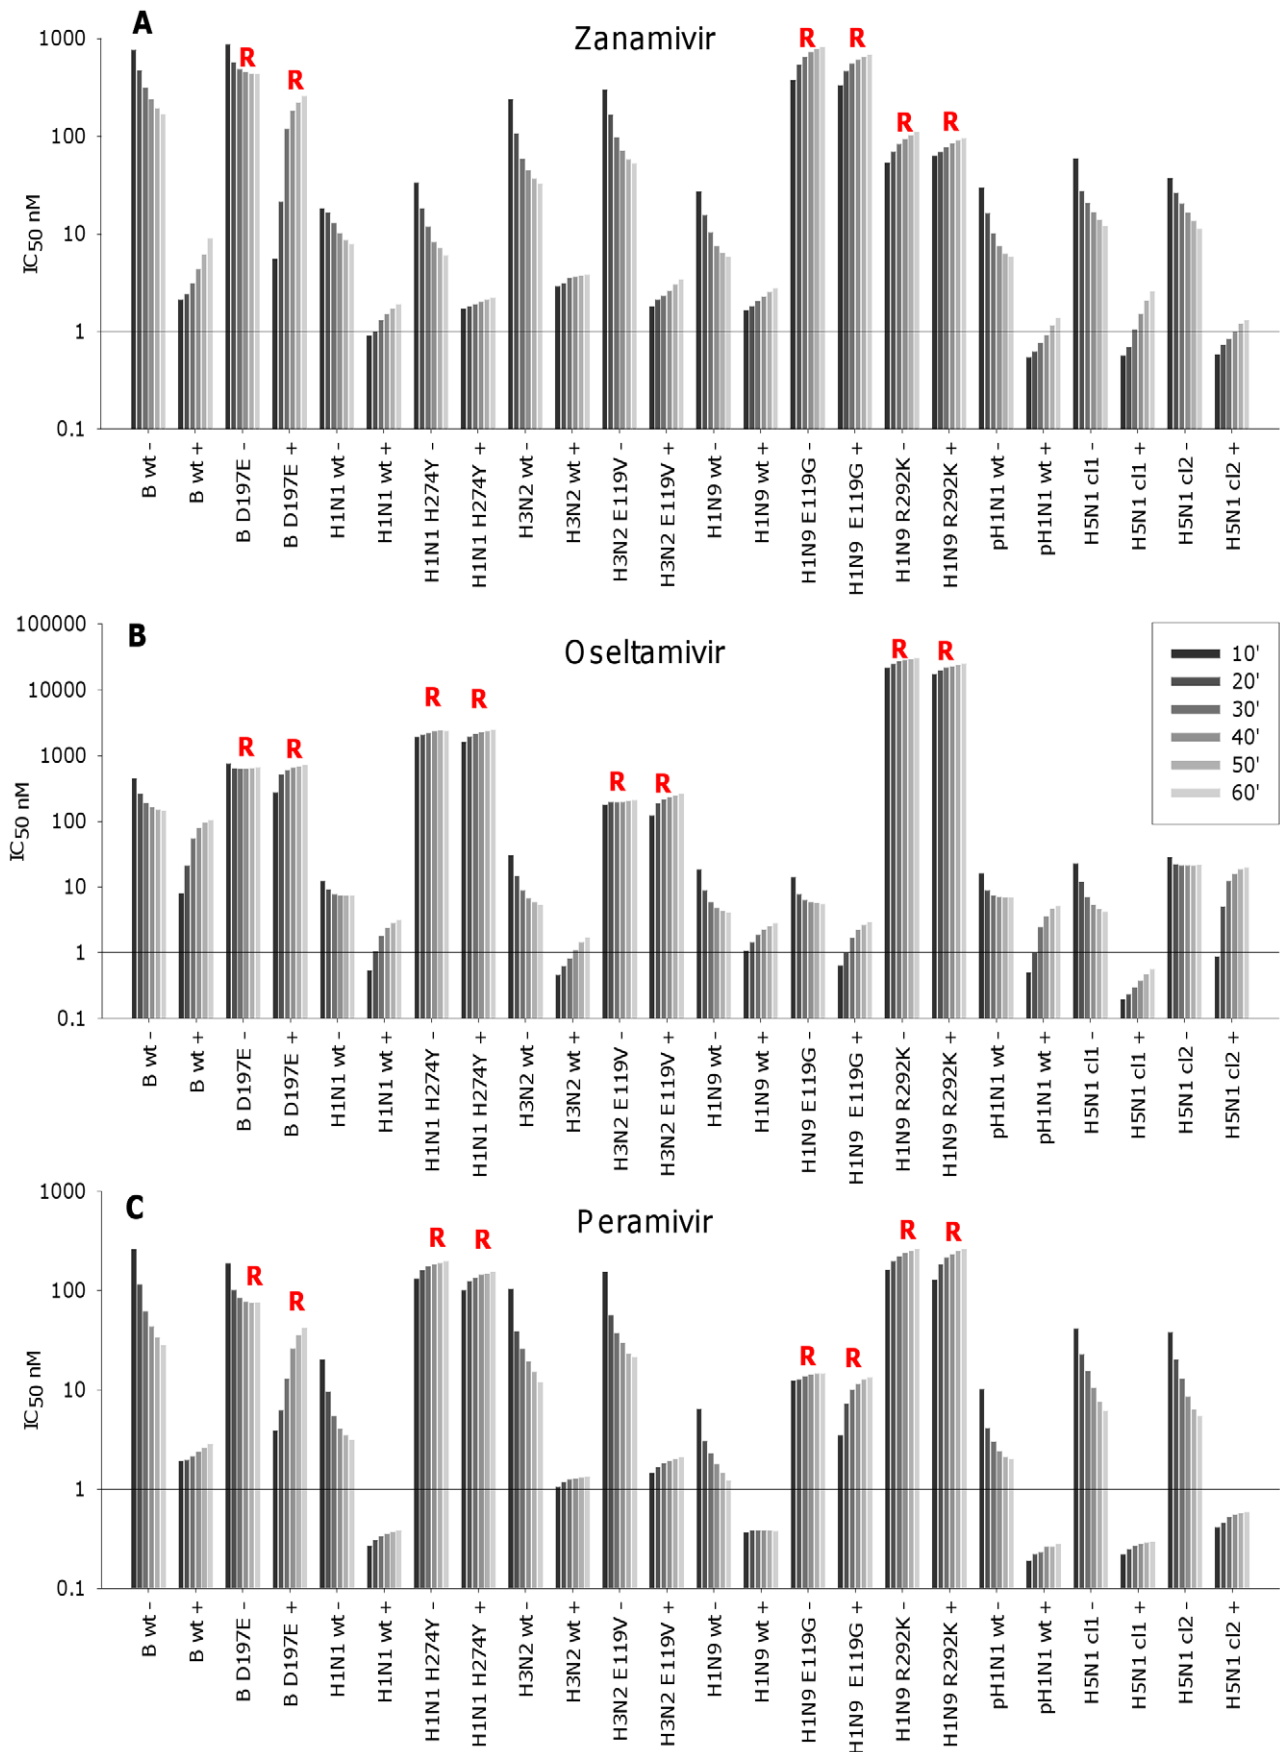 A
Zanamivir
1000
100
10
1
0.1
IC50 nM
R
R
R
R
R
R
B wt -
B wt +
B D197E -
B D197E +
H1N1 wt -
H1N1 wt +
H1N1 H274Y -
H1N1 H274Y +
H3N2 wt -
H3N2 wt +
H3N2 E119V -
H3N2 E119V +
H1N9 wt -
H1N9 wt +
H1N9 E119G -
H1N9 E119G +
H1N9 R292K -
H1N9 R292K +
pH1N1 wt -
pH1N1 wt +
H5N1 cl1 -
H5N1 cl1 +
H5N1 cl2 -
H5N1 cl2 +
B
Oseltamivir
100000
10000
1000
100
10
1
0.1
IC50 nM
R
R
R
R
R
R
R
R
10'
20'
30'
40'
50'
60'
B wt -
B wt +
B D197E -
B D197E +
H1N1 wt -
H1N1 wt +
H1N1 H274Y -
H1N1 H274Y +
H3N2 wt -
H3N2 wt +
H3N2 E119V -
H3N2 E119V +
H1N9 wt -
H1N9 wt +
H1N9 E119G -
H1N9 E119G +
H1N9 R292K -
H1N9 R292K +
pH1N1 wt -
pH1N1 wt +
H5N1 cl1 -
H5N1 cl1 +
H5N1 cl2 -
H5N1 cl2 +
C
Peramivir
1000
100
10
1
0.1
IC50 nM
R
R
R
R
R
R
R
R
B wt -
B wt +
B D197E -
B D197E +
H1N1 wt -
H1N1 wt +
H1N1 H274Y -
H1N1 H274Y +
H3N2 wt -
H3N2 wt +
H3N2 E119V -
H3N2 E119V +
H1N9 wt -
H1N9 wt +
H1N9 E119G -
H1N9 E119G +
H1N9 R292K -
H1N9 R292K +
pH1N1 wt -
pH1N1 wt +
H5N1 cl1 -
H5N1 cl1 +
H5N1 cl2 -
H5N1 cl2 +